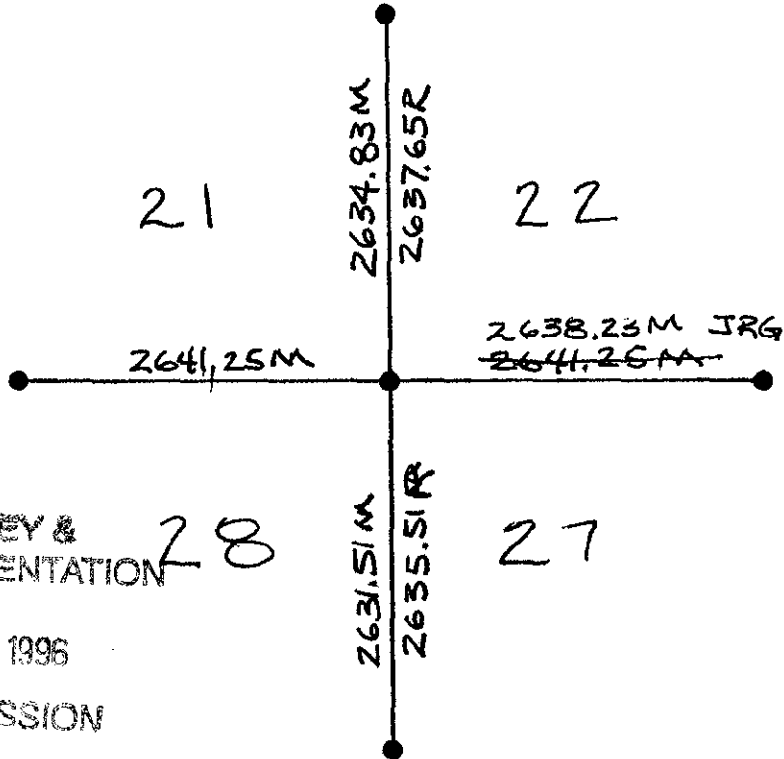 2634.83M
2637.65R
21
22
2638.23M JRG
2641.25M
2641.25M
EY &
ENTATION
28
27
2631.51M
2635.51R
1996
SSION